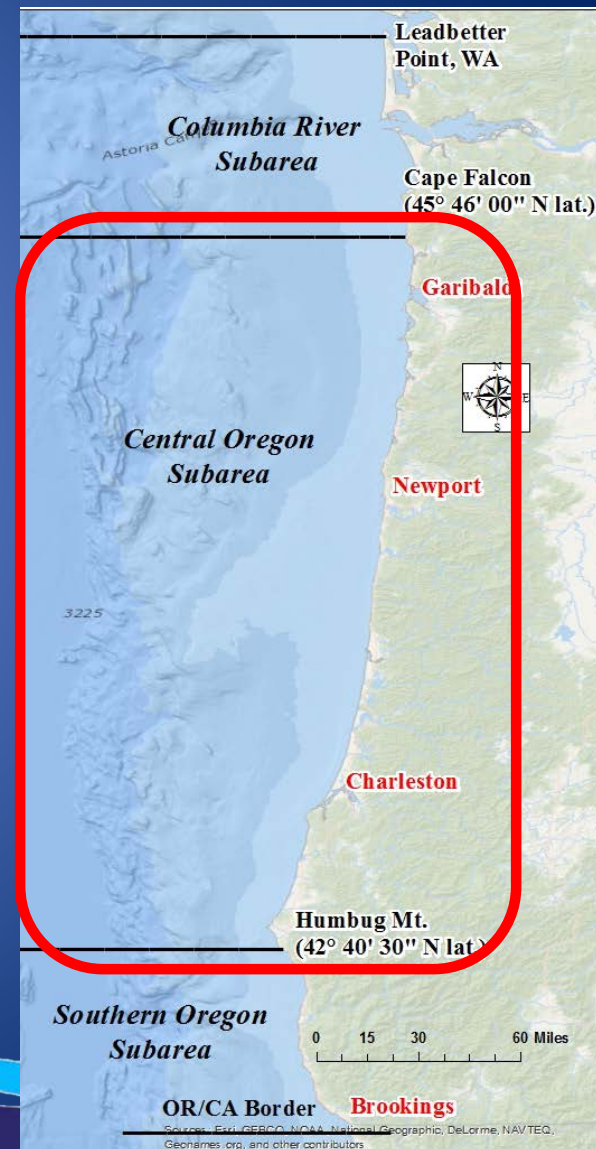 Leadbetter
Point, WA
Columbia River
Subarea
Astoria Ca
Cape Falcon
(45° 46' 00" N lat.)
Garibald
N
W E
S
Central Oregon
Subarea
Newport
3225
Charleston
Humbug Mt.
(42° 40' 30" N lat.)
Southern Oregon
Subarea
0 15 30 60 Miles
OR/CA Border
Brookings
Sources: Esri, GEBCO, NOAA, National Geographic, DeLorme, NAVTEQ,
Geonames.org, and other contributors